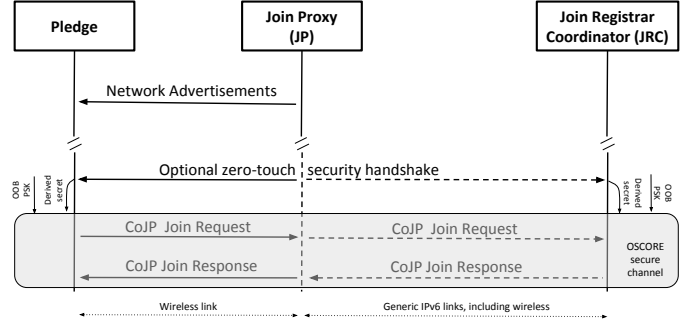 Pledge
Join Proxy
(JP)
Join Registrar
Coordinator (JRC)
Network Advertisements
Optional zero-touch security handshake
OOB
PSK
Derived
secret
Derived
secret
PSK
OOB
CoJP Join Request
CoJP Join Request
OSCORE
secure
channel
CoJP Join Response
CoJP Join Response
Wireless link
Generic IPv6 links, including wireless